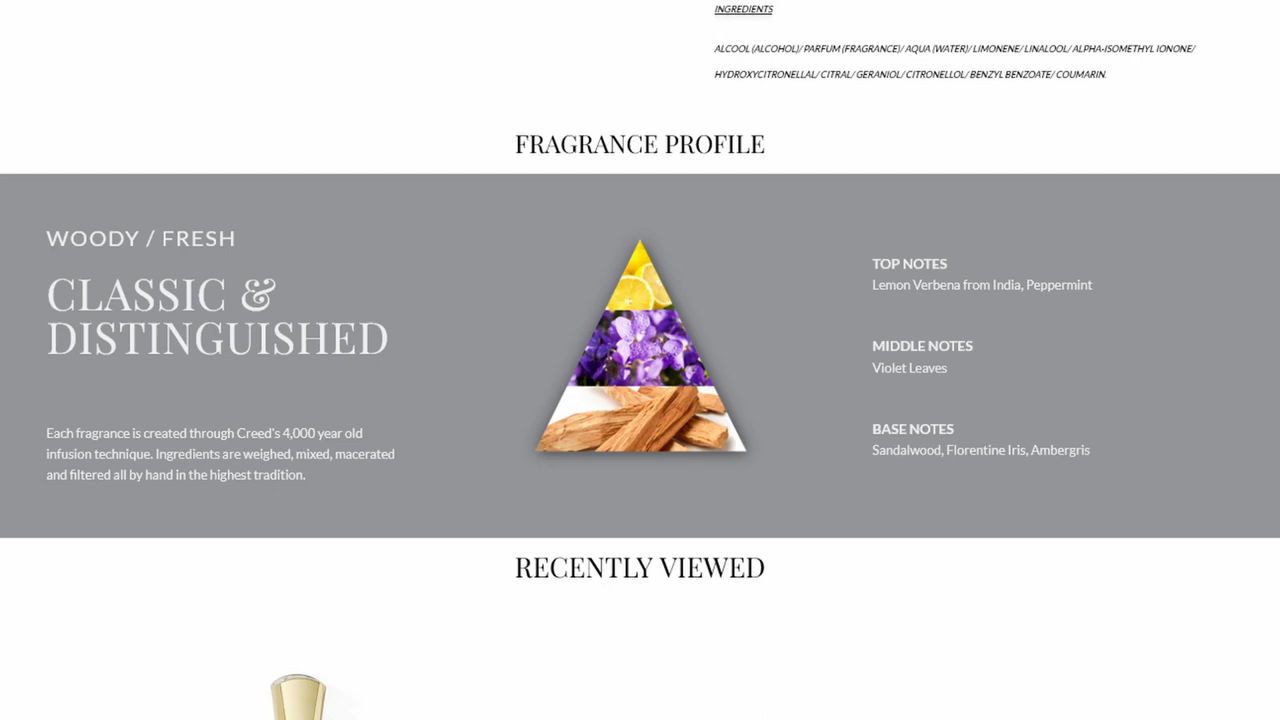 INGREDIENTS
ALCOOL (ALCOHOL)/ PARFUM (FRAGRANCE)/ AQUA (WATER)/ LIMONENE/ LINALOOL/ ALPHA-ISOMETHYL IONONE/
HYDROXYCITRONELLAL/ CITRAL/ GERANIOL/ CITRONELLOL/ BENZYL BENZOATE/ COUMARIN.
FRAGRANCE PROFILE
WOODY / FRESH
CLASSIC &
DISTINGUISHED
Each fragrance is created through Creed's 4,000 year old
infusion technique. Ingredients are weighed, mixed, macerated
and filtered all by hand in the highest tradition.
TOP NOTES
Lemon Verbena from India, Peppermint
MIDDLE NOTES
Violet Leaves
BASE NOTES
Sandalwood, Florentine Iris, Ambergris
RECENTLY VIEWED